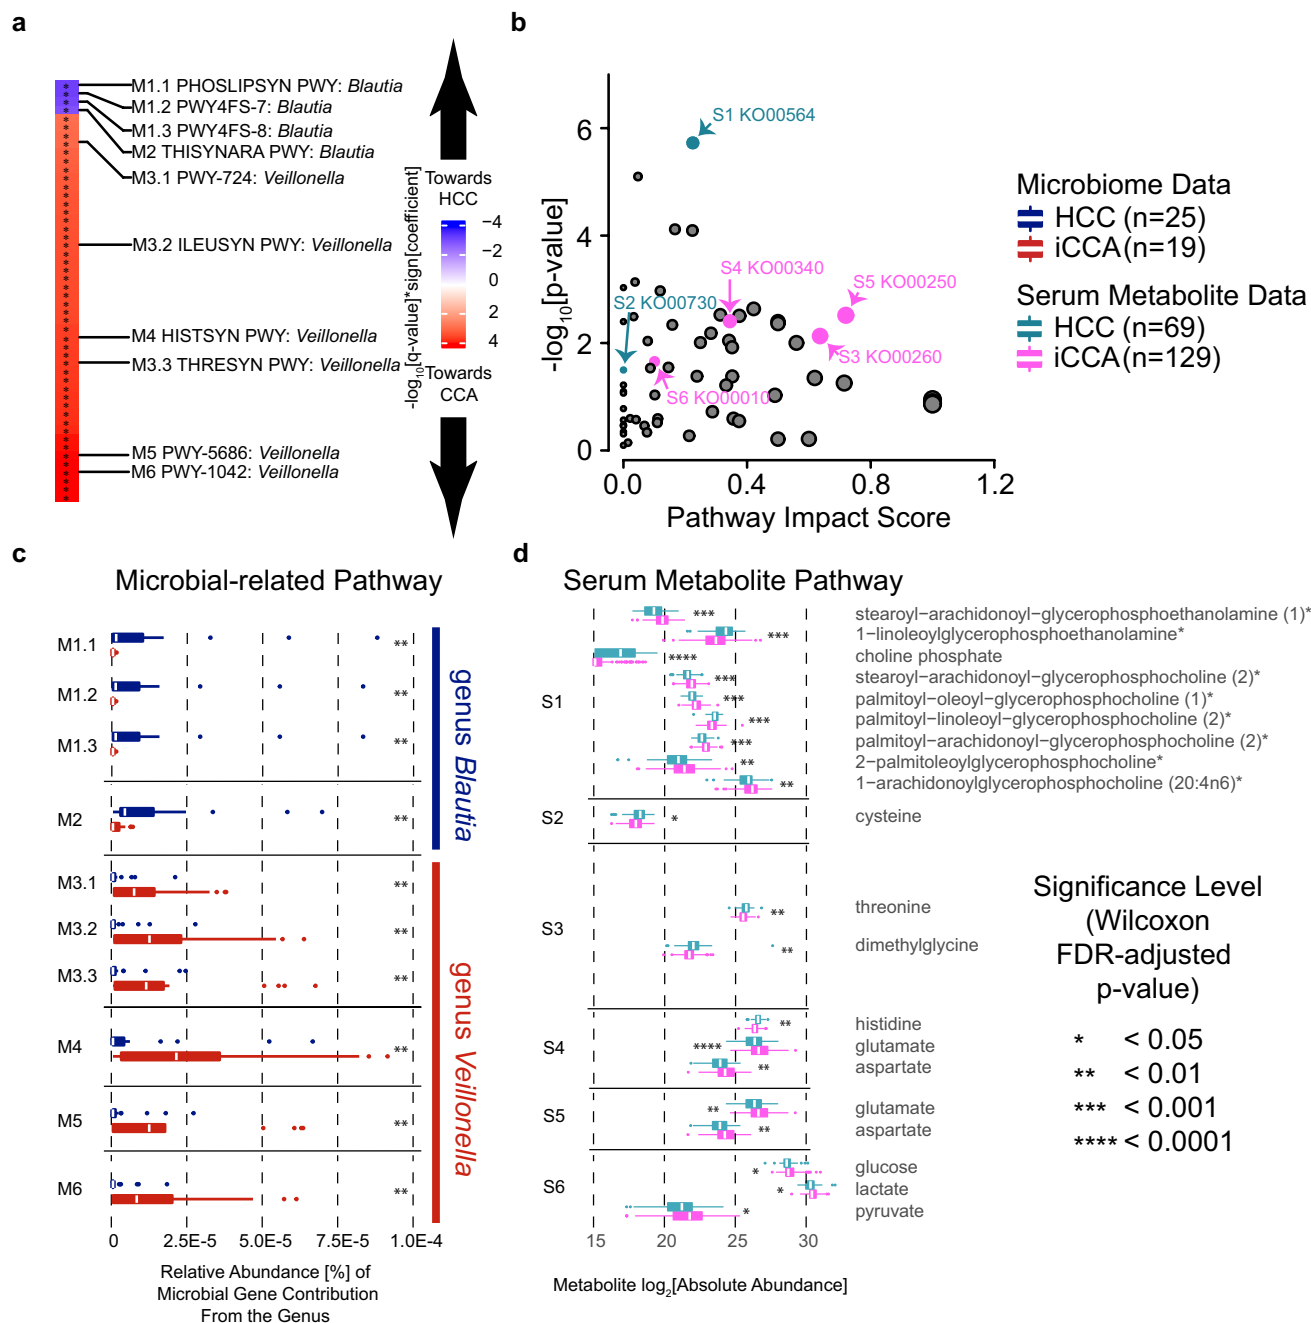 a
M1.1 PHOSLIPSYN PWY: Blautia
M1.2 PWY4FS-7: Blautia
M1.3 PWY4FS-8: Blautia
M2 THISYNARA PWY: Blautia
M3.1 PWY-724: Veillonella
M3.2 ILEUSYN PWY: Veillonella
M4 HISTSYN PWY: Veillonella
M3.3 THRESYN PWY: Veillonella
M5 PWY-5686: Veillonella
M6 PWY-1042: Veillonella
-log10[q-value]*sign[coefficient]
Towards
HCC
−4
−2
0
2
4
Towards
CCA
b
-log10[p-value]
6
4
2
0
S1 KO00564
S4 KO00340
S5 KO00250
S2 KO00730
S3 KO00260
S6 KO00010
0.0
0.4
0.8
1.2
Pathway Impact Score
Microbiome Data
HCC (n=25)
iCCA(n=19)
Serum Metabolite Data
HCC (n=69)
iCCA(n=129)
c
Microbial-related Pathway
M1.1
**
M1.2
**
M1.3
**
M2
**
M3.1
**
M3.2
**
M3.3
**
M4
**
M5
**
M6
**
genus Blautia
genus Veillonella
0
2.5E-5
5.0E-5
7.5E-5
1.0E-4
Relative Abundance [%] of
Microbial Gene Contribution
From the Genus
d
Serum Metabolite Pathway
S1
*** stearoyl−arachidonoyl−glycerophosphoethanolamine (1)*
*** 1−linoleoylglycerophosphoethanolamine*
**** choline phosphate
*** stearoyl−arachidonoyl−glycerophosphocholine (2)*
*** palmitoyl−oleoyl−glycerophosphocholine (1)*
*** palmitoyl−linoleoyl−glycerophosphocholine (2)*
*** palmitoyl−arachidonoyl−glycerophosphocholine (2)*
** 2−palmitoleoylglycerophosphocholine*
** 1−arachidonoylglycerophosphocholine (20:4n6)*
S2
* cysteine
S3
** threonine
** dimethylglycine
S4
** histidine
**** glutamate
** aspartate
S5
** glutamate
** aspartate
S6
* glucose
* lactate
* pyruvate
15
20
25
30
Metabolite log2[Absolute Abundance]
Significance Level
(Wilcoxon
FDR-adjusted
p-value)
* < 0.05
** < 0.01
*** < 0.001
**** < 0.0001